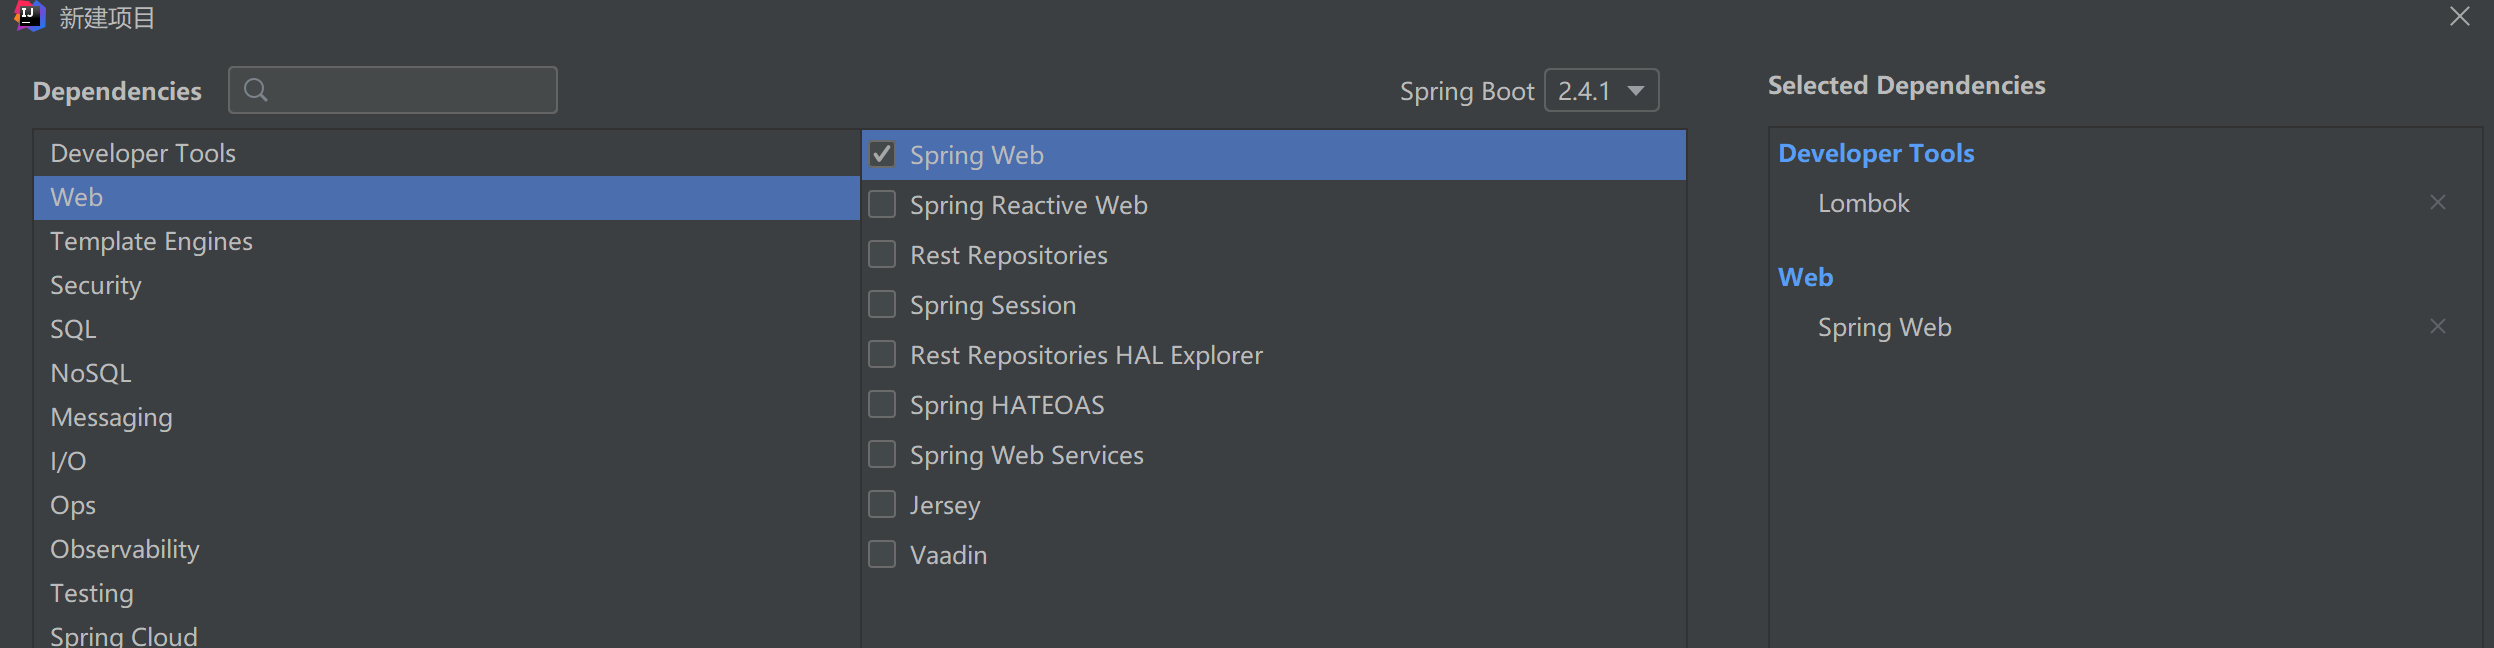 IJ
新建项目
Dependencies
Spring Boot 2.4.1
Selected Dependencies
Developer Tools
Web
Template Engines
Security
SQL
NoSQL
Messaging
I/O
Ops
Observability
Testing
Spring Cloud
Spring Web
Spring Reactive Web
Rest Repositories
Spring Session
Rest Repositories HAL Explorer
Spring HATEOAS
Spring Web Services
Jersey
Vaadin
Developer Tools
Lombok
Web
Spring Web